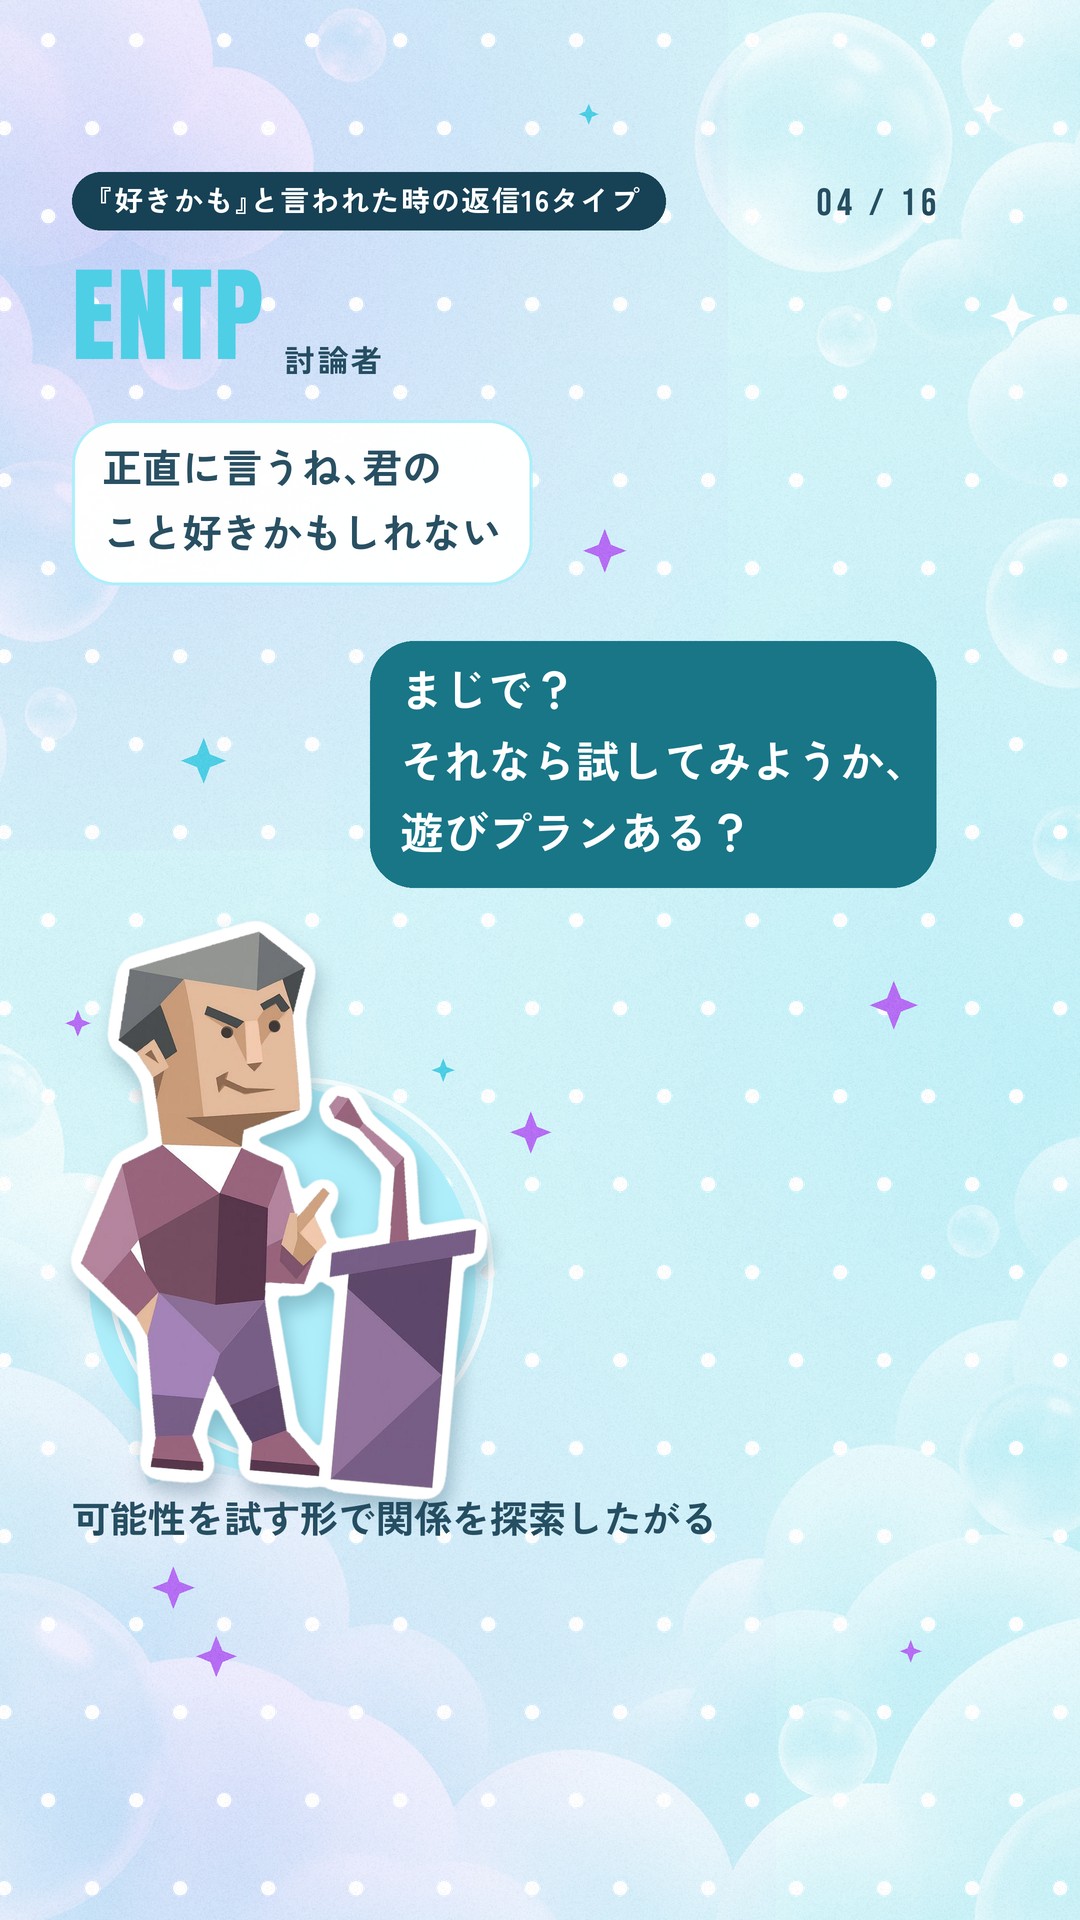 『好きかも』と言われた時の返信16タイプ
04 / 16
ENTP
討論者
正直に言うね、君の
こと好きかもしれない
まじで？
それなら試してみようか、
遊びプランある？
可能性を試す形で関係を探索したがる